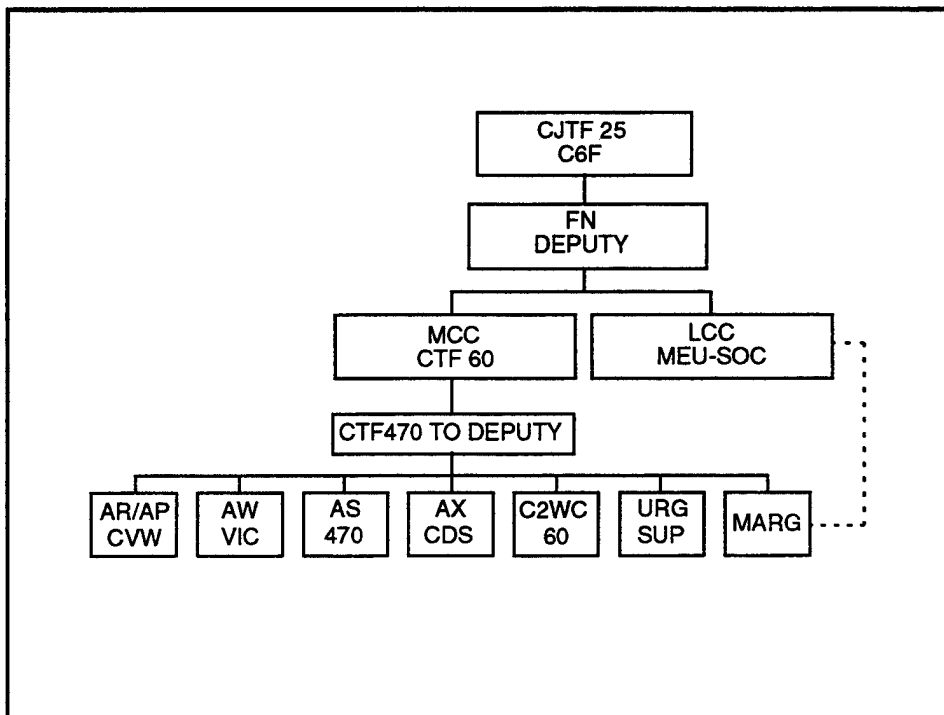 CJTF 25
C6F
FN
DEPUTY
MCC
CTF 60
LCC
MEU-SOC
CTF470 TO DEPUTY
AR/AP
CVW
AW
VIC
AS
470
AX
CDS
C2WC
60
URG
SUP
MARG